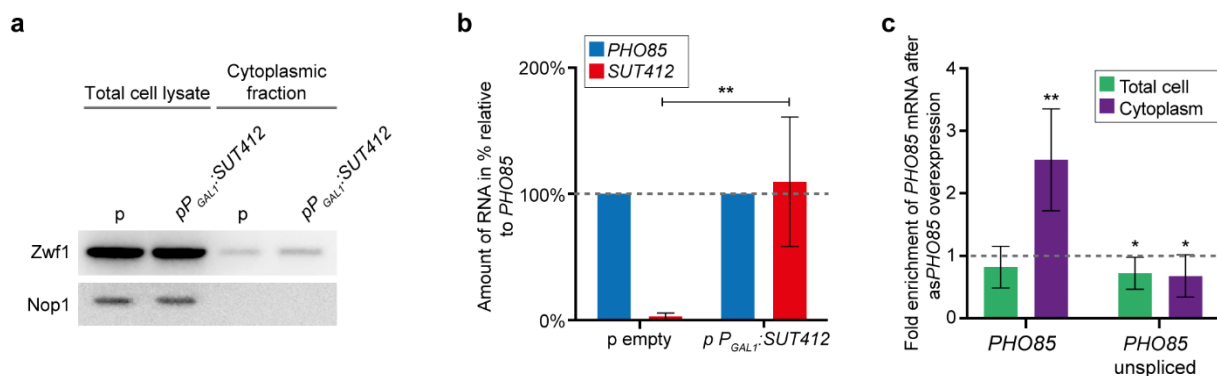 a
Total cell lysate
Cytoplasmic
fraction
p
pP GAL1:SUT412
p
pP GAL1:SUT412
Zwf1
Nop1
b
PHO85
SUT412
Amount of RNA in % relative
to PHO85
200%
100%
0%
**
p empty
p P GAL1:SUT412
c
Fold enrichment of PHO85 mRNA after
asPHO85 overexpression
4
3
2
1
0
Total cell
Cytoplasm
**
*
*
PHO85
PHO85
unspliced